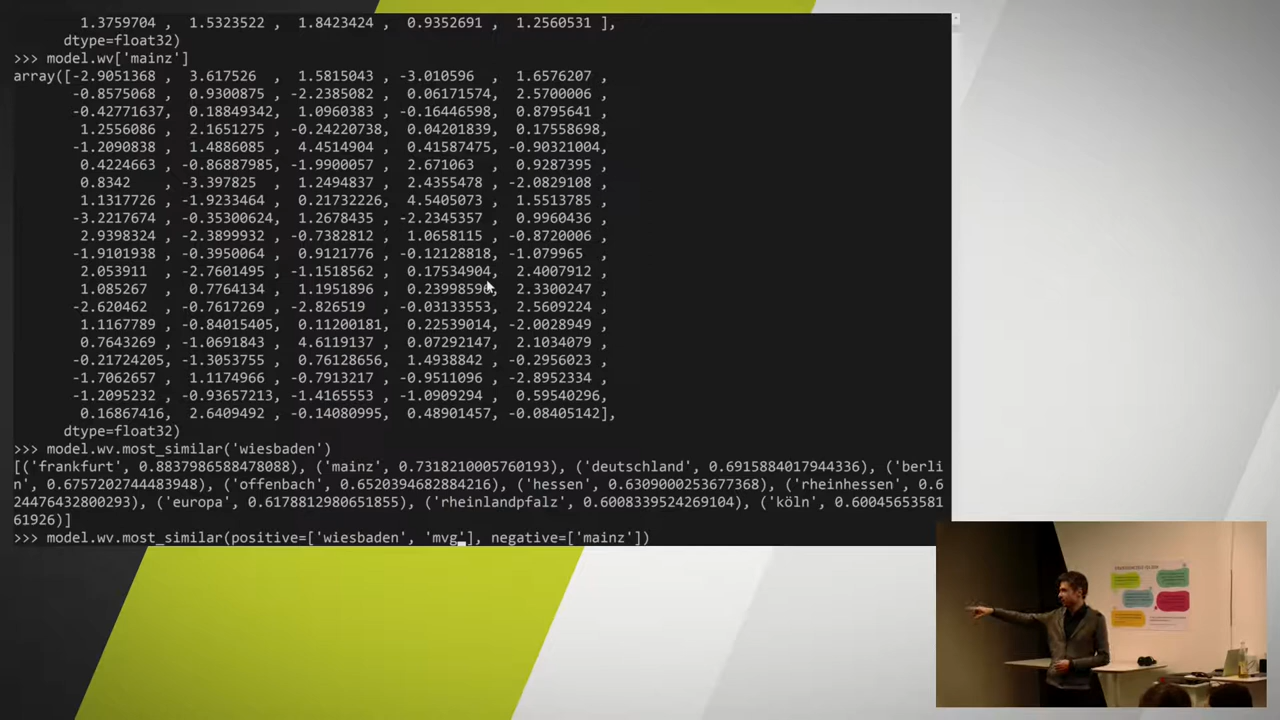 1.3759704 , 1.5332352 , 1.8423424 , 0.9352691 , 1.2560531 ],
dtype=float32)
>>> model.wv['mainz']
array([-2.9051368 , 3.617526 , 1.5815043 , -3.010596 , 1.6576207 ,
-0.8575068 , 0.9300875 , -2.2385082 , 0.06171574, 2.5700006 ,
-0.42771637, 0.18849342, 1.0960383 , -0.16446598, 0.8795641 ,
1.2556086 , 2.1651275 , -0.24220738, 0.04201839, 0.17558698,
-1.2090838 , 1.4886085 , 4.4514904 , 0.41587475, -0.90321004,
0.4224663 , -0.86887985, -1.9900057 , 2.671063 , 0.9287395 ,
0.8342 , -3.397825 , 1.2494837 , 2.4355478 , -2.0829108 ,
1.1317726 , -1.9233464 , 0.21732226, 4.5405073 , 1.5513785 ,
-3.2217674 , -0.35300624, 1.2678435 , -2.2345357 , 0.9960436 ,
2.9398324 , -2.3899932 , -0.7382812 , 1.0658115 , -0.8720006 ,
-1.9101938 , -0.3950064 , 0.9121776 , -0.12128818, -1.079965 ,
2.053911 , -2.7601495 , -1.1518562 , 0.17534904, 2.4007912 ,
1.085267 , 0.7764134 , 1.1951896 , 0.23998590, 2.3300247 ,
-2.620462 , -0.7617269 , -2.826519 , -0.03133553, 2.5609224 ,
1.1167789 , -0.84015405, 0.11200181, 0.22539014, -2.0028949 ,
0.7643269 , -1.0691843 , 4.6119137 , 0.07292147, 2.1034079 ,
-0.21724205, -1.3053755 , 0.76128656, 1.4938842 , -0.2956023 ,
-1.7062657 , 1.1174966 , -0.7913217 , -0.9511096 , -2.8952334 ,
-1.2095232 , -0.93657213, -1.4165553 , -1.0909294 , 0.59540296,
0.16867416, 2.6409492 , -0.14080995, 0.48901457, -0.08405142],
dtype=float32)
>>> model.wv.most_similar('wiesbaden')
[('frankfurt', 0.8837986588478088), ('mainz', 0.7318210005760193), ('deutschland', 0.6915884017944336), ('berli
n', 0.6757202744483948), ('offenbach', 0.6520394682884216), ('hessen', 0.6309000253677368), ('rheinhessen', 0.6
24476432800293), ('europa', 0.6178812980651855), ('rheinlandpfalz', 0.6008339524269104), ('köln', 0.60045653581
61926)]
>>> model.wv.most_similar(positive=['wiesbaden', 'mvg'], negative=['mainz'])